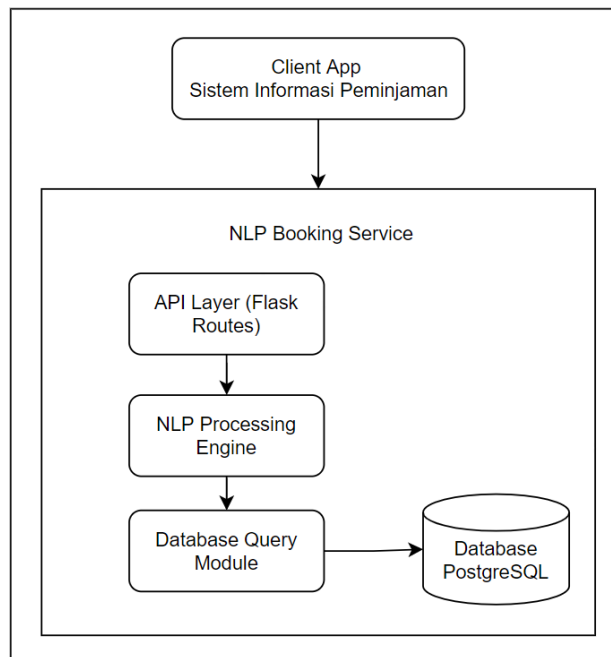 Client App
Sistem Informasi Peminjaman
NLP Booking Service
API Layer (Flask
Routes)
NLP Processing
Engine
Database Query
Module
Database
PostgreSQL